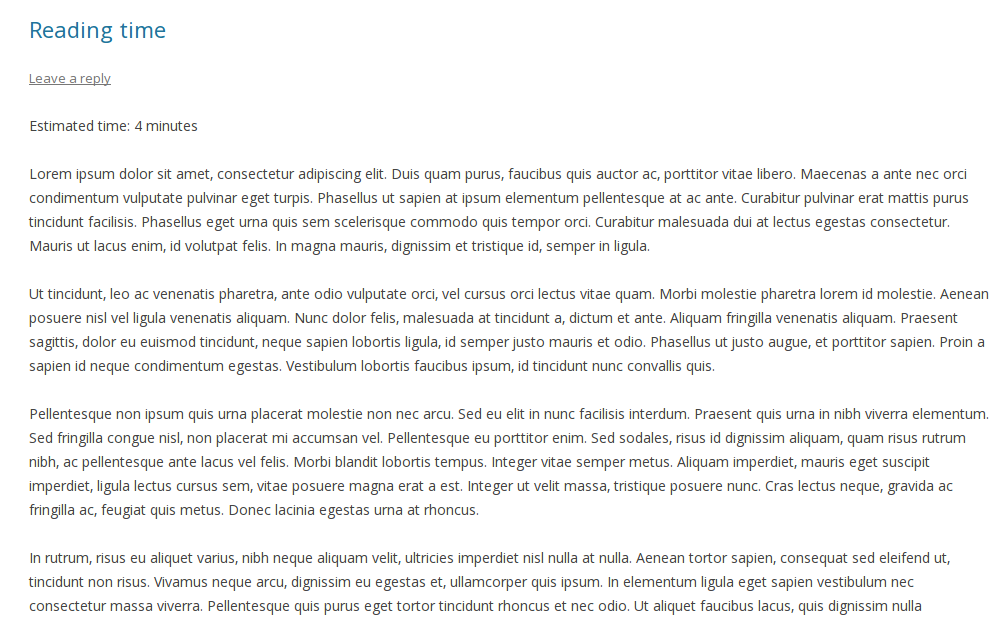 Reading time
Leave a reply
Estimated time: 4 minutes
Lorem ipsum dolor sit amet, consectetur adipiscing elit. Duis quam purus, faucibus quis auctor ac, porttitor vitae libero. Maecenas a ante nec orci
condimentum vulputate pulvinar eget turpis. Phasellus ut sapien at ipsum elementum pellentesque at ac ante. Curabitur pulvinar erat mattis purus
tincidunt facilisis. Phasellus eget urna quis sem scelerisque commodo quis tempor orci. Curabitur malesuada dui at lectus egestas consectetur.
Mauris ut lacus enim, id volutpat felis. In magna mauris, dignissim et tristique id, semper in ligula.
Ut tincidunt, leo ac venenatis pharetra, ante odio vulputate orci, vel cursus orci lectus vitae quam. Morbi molestie pharetra lorem id molestie. Aenean
posuere nisl vel ligula venenatis aliquam. Nunc dolor felis, malesuada at tincidunt a, dictum et ante. Aliquam fringilla venenatis aliquam. Praesent
sagittis, dolor eu euismod tincidunt, neque sapien lobortis ligula, id semper justo mauris et odio. Phasellus ut justo augue, et porttitor sapien. Proin a
sapien id neque condimentum egestas. Vestibulum lobortis faucibus ipsum, id tincidunt nunc convallis quis.
Pellentesque non ipsum quis urna placerat molestie non nec arcu. Sed eu elit in nunc facilisis interdum. Praesent quis urna in nibh viverra elementum.
Sed fringilla congue nisl, non placerat mi accumsan vel. Pellentesque eu porttitor enim. Sed sodales, risus id dignissim aliquam, quam risus rutrum
nibh, ac pellentesque ante lacus vel felis. Morbi blandit lobortis tempus. Integer vitae semper metus. Aliquam imperdiet, mauris eget suscipit
imperdiet, ligula lectus cursus sem, vitae posuere magna erat a est. Integer ut velit massa, tristique posuere nunc. Cras lectus neque, gravida ac
fringilla ac, feugiat quis metus. Donec lacinia egestas urna at rhoncus.
In rutrum, risus eu aliquet varius, nibh neque aliquam velit, ultricies imperdiet nisl nulla at nulla. Aenean tortor sapien, consequat sed eleifend ut,
tincidunt non risus. Vivamus neque arcu, dignissim eu egestas et, ullamcorper quis ipsum. In elementum ligula eget sapien vestibulum nec
consectetur massa viverra. Pellentesque quis purus eget tortor tincidunt rhoncus et nec odio. Ut aliquet faucibus lacus, quis dignissim nulla